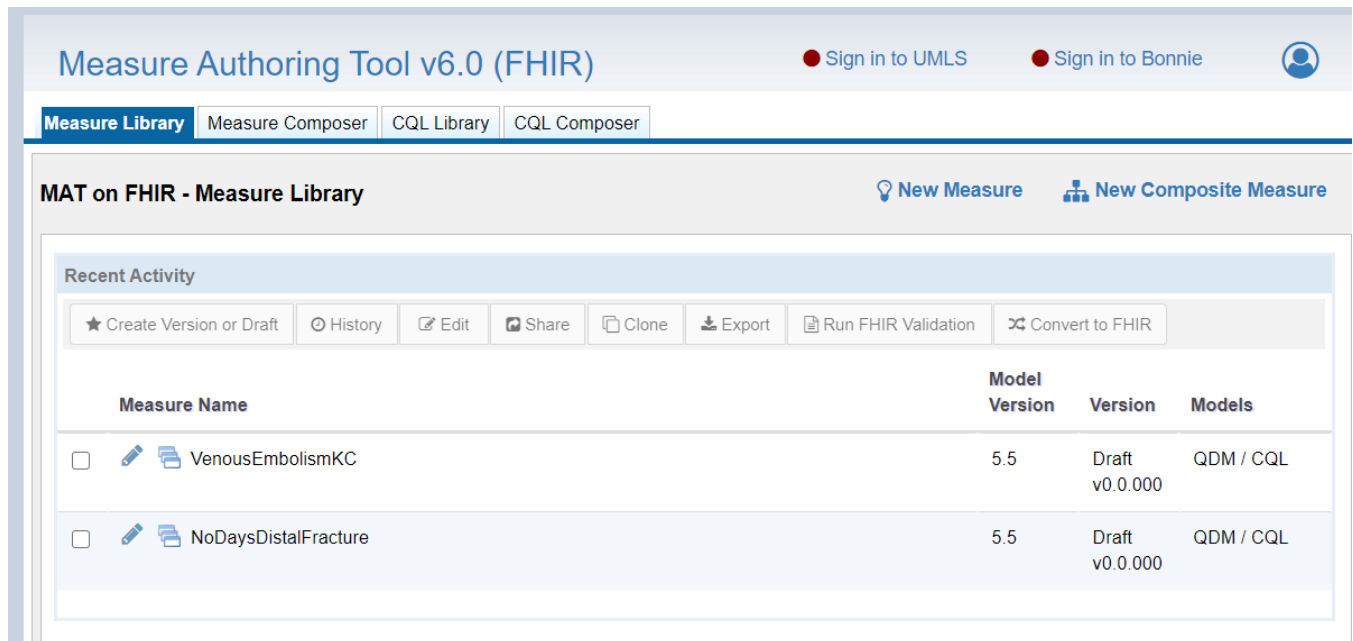 Measure Authoring Tool v6.0 (FHIR)
Sign in to UMLS
Sign in to Bonnie
Measure Library
Measure Composer
CQL Library
CQL Composer
MAT on FHIR - Measure Library
New Measure
New Composite Measure
Recent Activity
Create Version or Draft
History
Edit
Share
Clone
Export
Run FHIR Validation
Convert to FHIR
Measure Name
Model
Version
Version
Models
VenousEmbolismKC
5.5
Draft
v0.0.000
QDM / CQL
NoDaysDistalFracture
5.5
Draft
v0.0.000
QDM / CQL